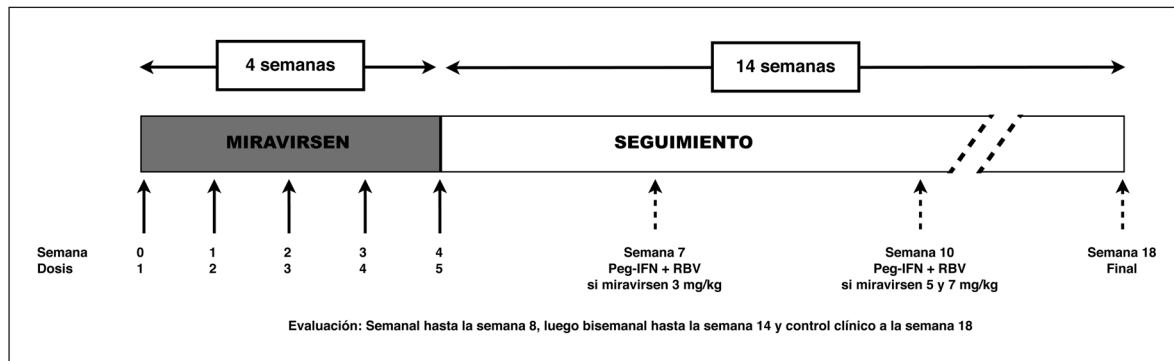 4 semanas
14 semanas
MIRAVIRSEN
SEGUIMIENTO
Semana 0 1 2 3 4 Semana 7 Semana 10 Semana 18
Dosis 1 2 3 4 5 Peg-IFN + RBV Peg-IFN + RBV Final
si miravirsen 3 mg/kg si miravirsen 5 y 7 mg/kg
Evaluación: Semanal hasta la semana 8, luego bisemanal hasta la semana 14 y control clínico a la semana 18